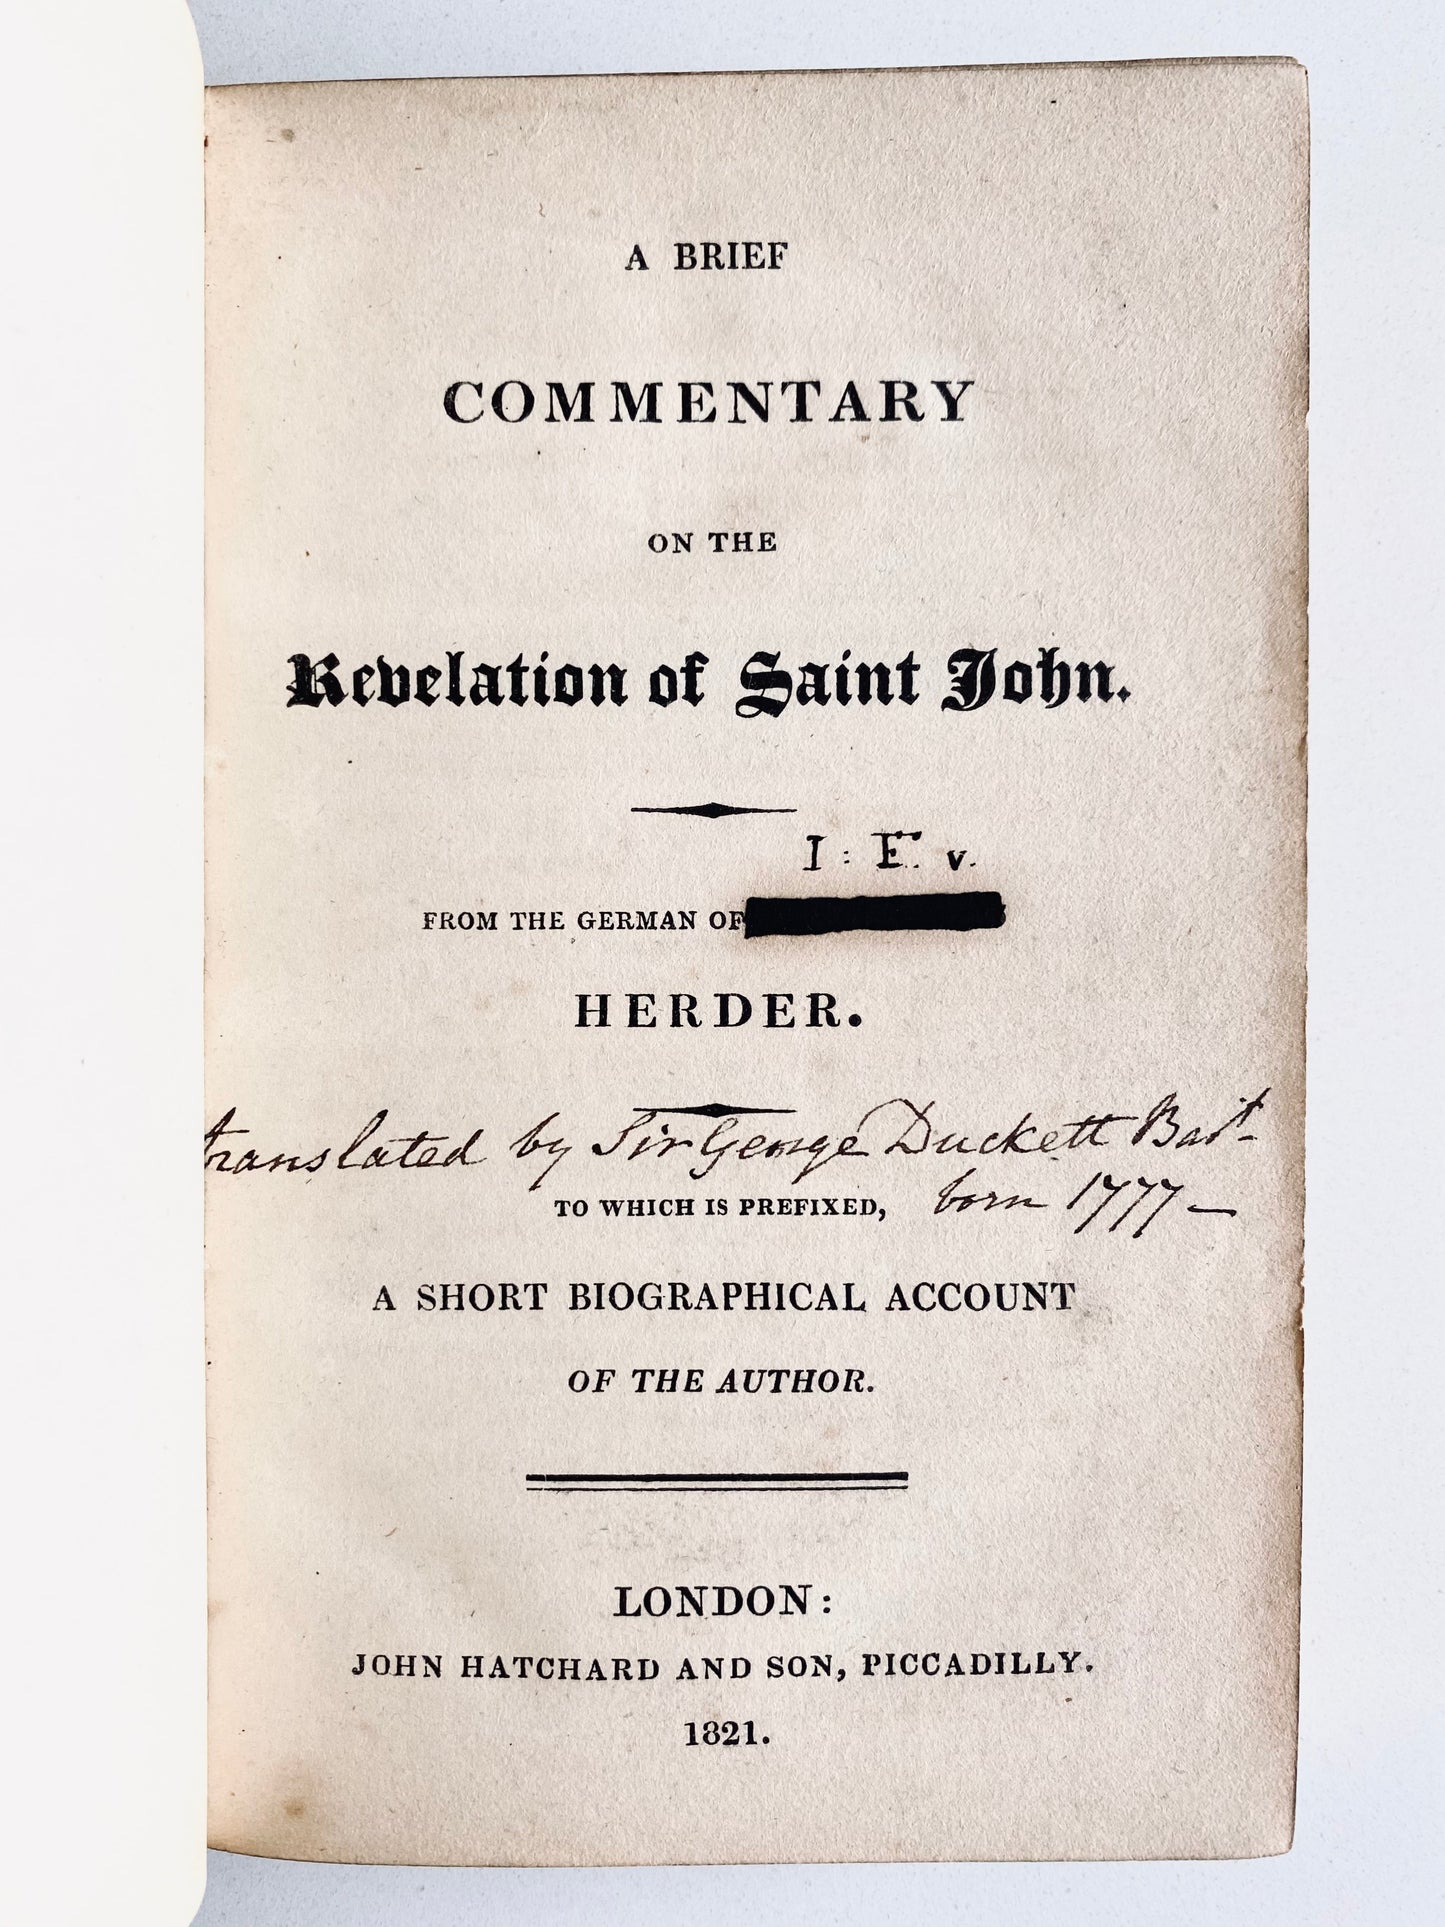 A BRIEF
COMMENTARY
ON THE
Revelation of Saint John.
I : E. v.
FROM THE GERMAN OF
HERDER.
translated by Sir George Duckett Bart
TO WHICH IS PREFIXED, born 1777 —
A SHORT BIOGRAPHICAL ACCOUNT
OF THE AUTHOR.
LONDON:
JOHN HATCHARD AND SON, PICCADILLY.
1821.